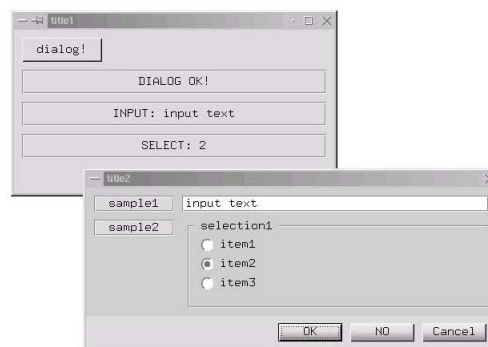 title1
dialog!
DIALOG OK!
INPUT: input text
SELECT: 2
title2
sample1
input text
sample2
selection1
item1
item2
item3
OK
NO
Cancel